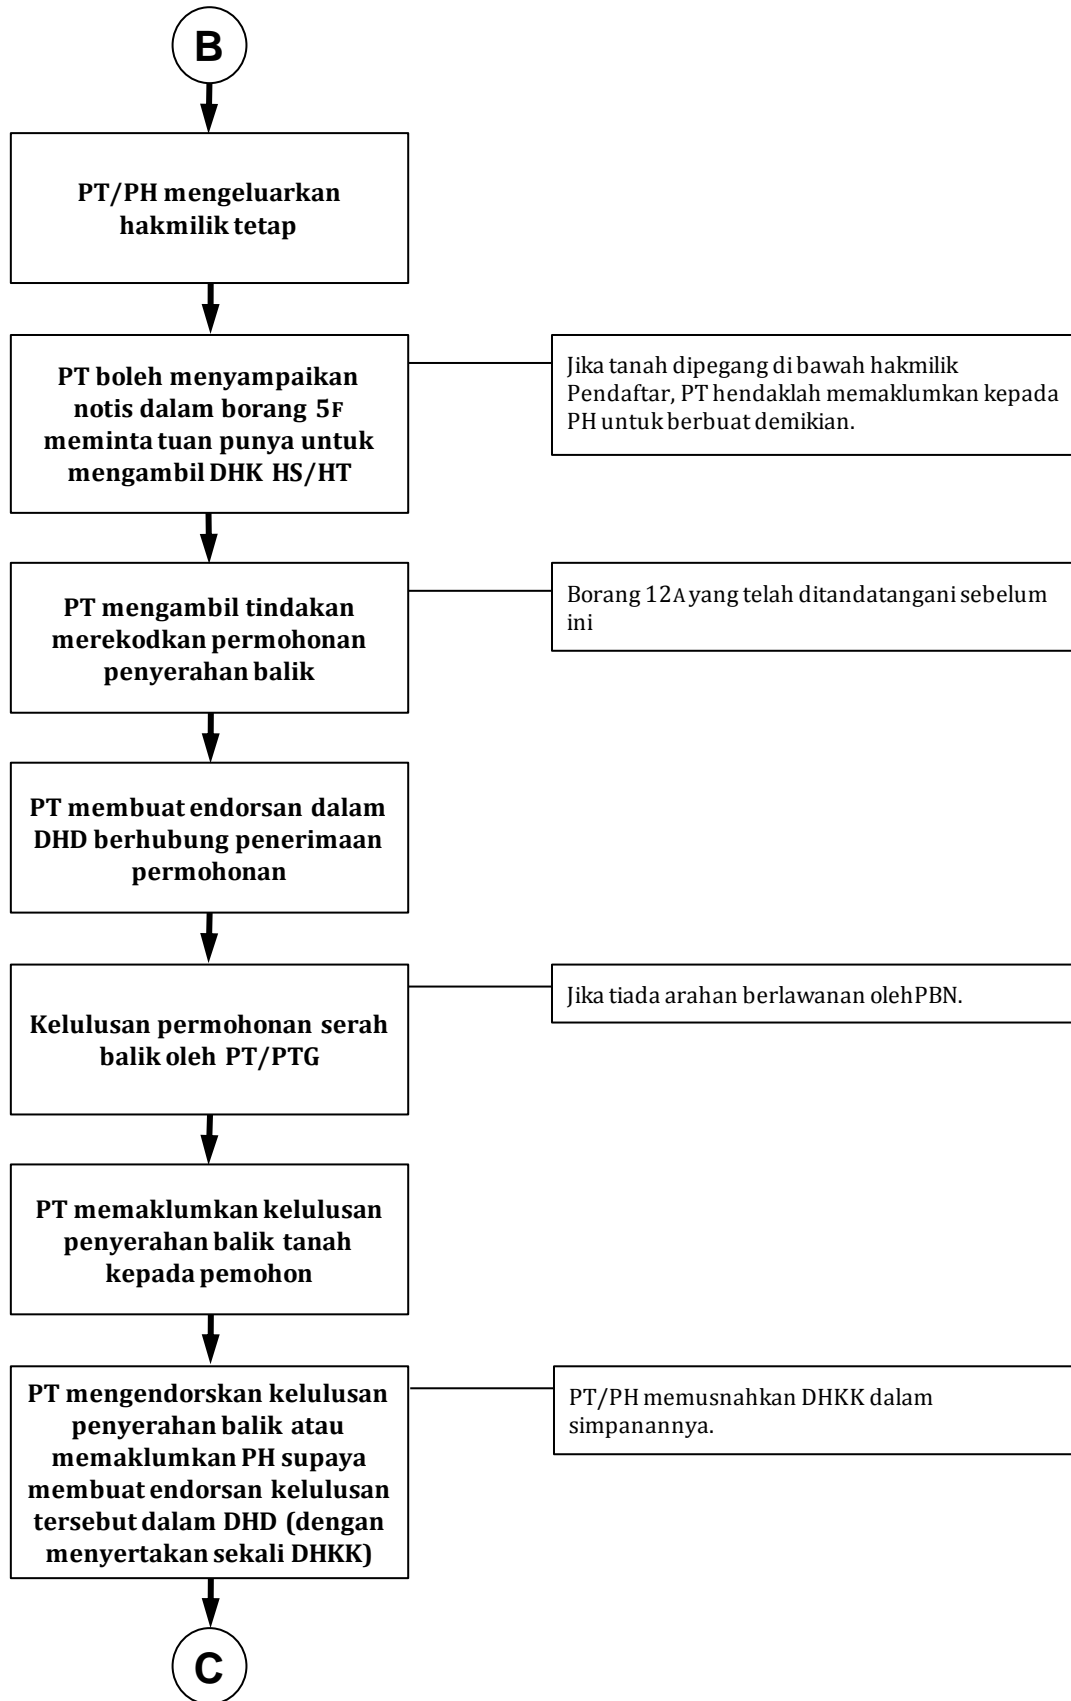 B
PT/PH mengeluarkan
hakmilik tetap
PT boleh menyampaikan
notis dalam borang 5F
meminta tuan punya untuk
mengambil DHK HS/HT
Jika tanah dipegang di bawah hakmilik
Pendaftar, PT hendaklah memaklumkan kepada
PH untuk berbuat demikian.
PT mengambil tindakan
merekodkan permohonan
penyerahan balik
Borang 12A yang telah ditandatangani sebelum
ini
PT membuat endorsan dalam
DHD berhubung penerimaan
permohonan
Kelulusan permohonan serah
balik oleh PT/PTG
Jika tiada arahan berlawanan olehPBN.
PT memaklumkan kelulusan
penyerahan balik tanah
kepada pemohon
PT mengendorskan kelulusan
penyerahan balik atau
memaklumkan PH supaya
membuat endorsan kelulusan
tersebut dalam DHD (dengan
menyertakan sekali DHKK)
PT/PH memusnahkan DHKK dalam
simpanannya.
C